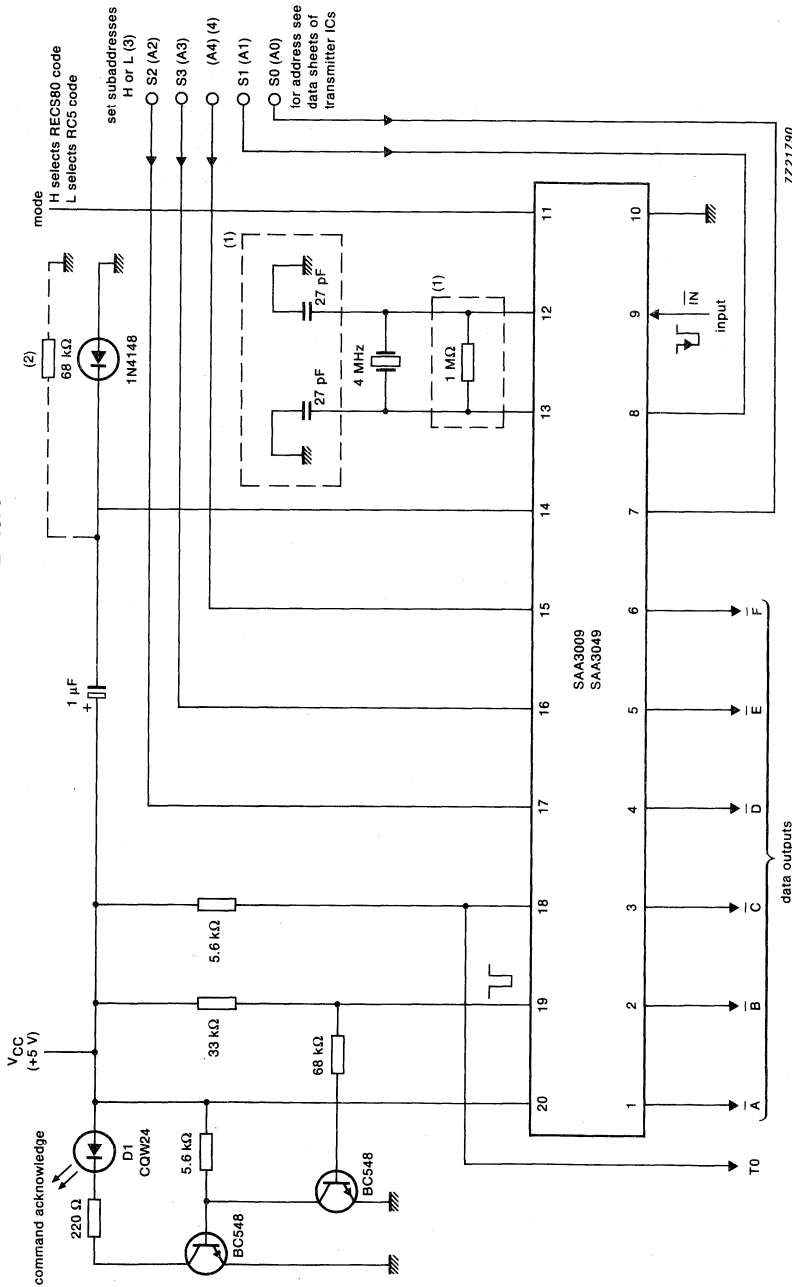 mode
H selects RECS80 code
L selects RC5 code
set subaddresses
H or L (3)
S2 (A2)
S3 (A3)
(A4) (4)
S1 (A1)
S0 (A0)
for address see
data sheets of
transmitter ICs
(2)
68 kΩ
1N4148
(1)
27 pF
27 pF
4 MHz
(1)
1 MΩ
1 μF
+
VCC
(+5 V)
command acknowledge
D1
CQW24
220 Ω
5.6 kΩ
BC548
68 kΩ
BC548
33 kΩ
5.6 kΩ
20
19
18
17
16
15
14
13
12
11
SAA3009
SAA3049
1
2
3
4
5
6
7
8
9
10
T0
A
B
C
D
E
F
data outputs
IN
input
7Z21790